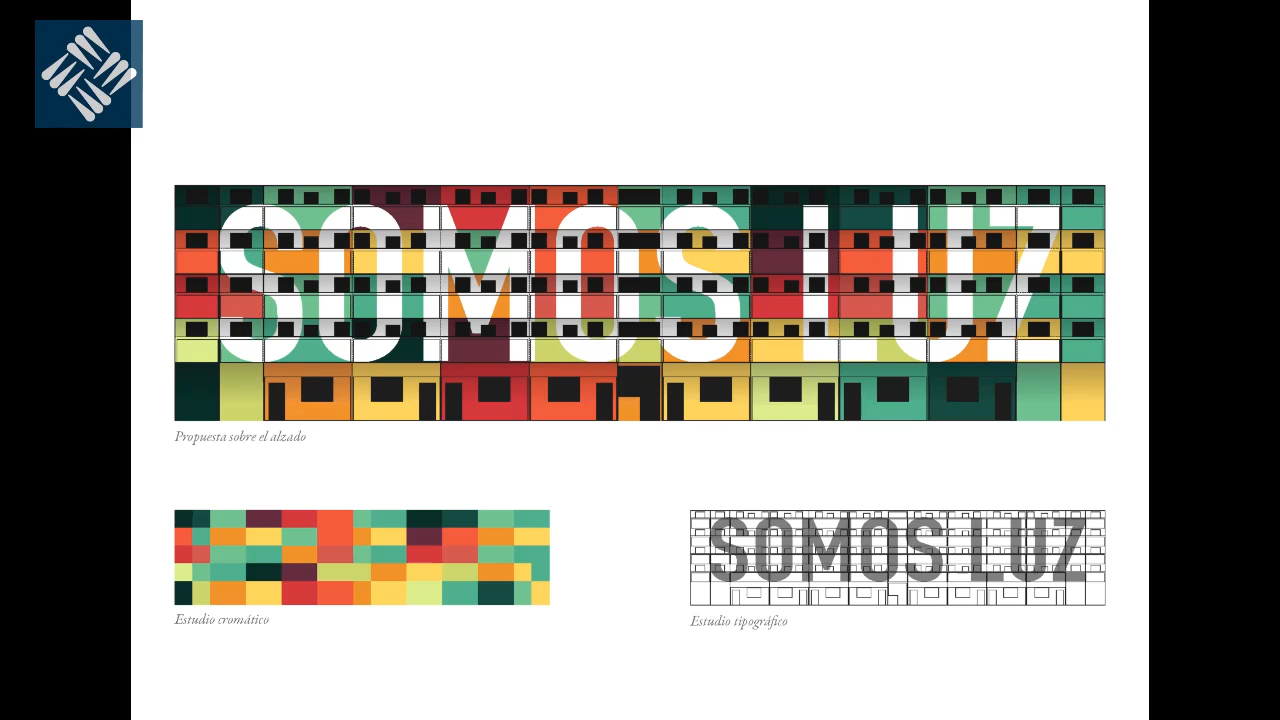 SOMOS LUZ
Propuesta sobre el alzado
SOMOS LUZ
Estudio cromático
Estudio tipográfico